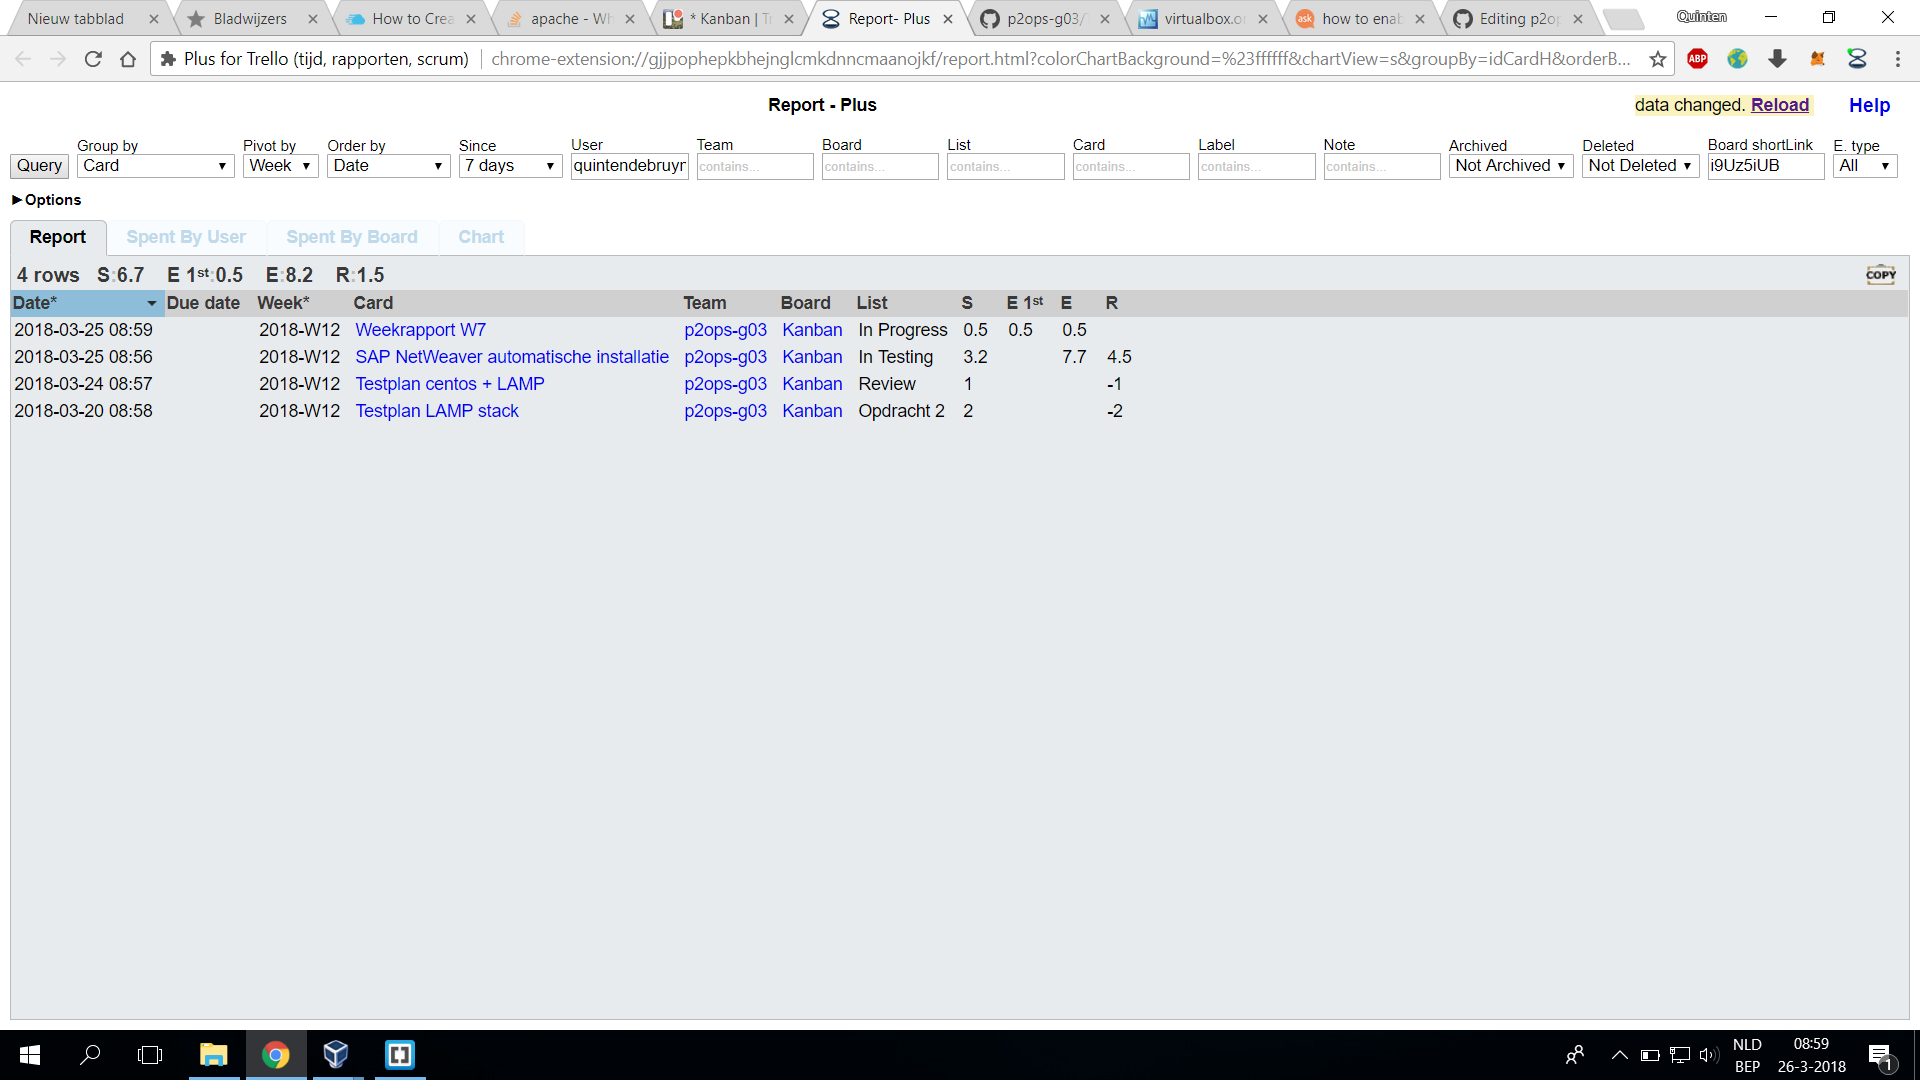 Nieuw tabblad
Bladwijzers
How to Crea
apache - Wh
* Kanban | T
Report- Plus
p2ops-g03/
virtualbox.o
how to enab
Editing p2op
Quinten
Plus for Trello (tijd, rapporten, scrum)
chrome-extension://gjjpophepkbhejnglcmkdnncmaanojkf/report.html?colorChartBackground=%23ffffff&chartView=s&groupBy=idCardH&orderB...
ABP
Report - Plus
data changed. Reload
Help
Group by Pivot by Order by Since User Team Board List Card Label Note Archived Deleted Board shortLink E. type
Query Card Week Date 7 days quintendebruyn contains... contains... contains... contains... contains... contains... Not Archived Not Deleted i9Uz5iUB All
Options
Report Spent By User Spent By Board Chart
4 rows S:6.7 E 1st:0.5 E:8.2 R:1.5
COPY
Date* Due date Week* Card Team Board List S E 1st E R
2018-03-25 08:59 2018-W12 Weekrapport W7 p2ops-g03 Kanban In Progress 0.5 0.5 0.5
2018-03-25 08:56 2018-W12 SAP NetWeaver automatische installatie p2ops-g03 Kanban In Testing 3.2 7.7 4.5
2018-03-24 08:57 2018-W12 Testplan centos + LAMP p2ops-g03 Kanban Review 1 -1
2018-03-20 08:58 2018-W12 Testplan LAMP stack p2ops-g03 Kanban Opdracht 2 2 -2
NLD
BEP
08:59
26-3-2018
1